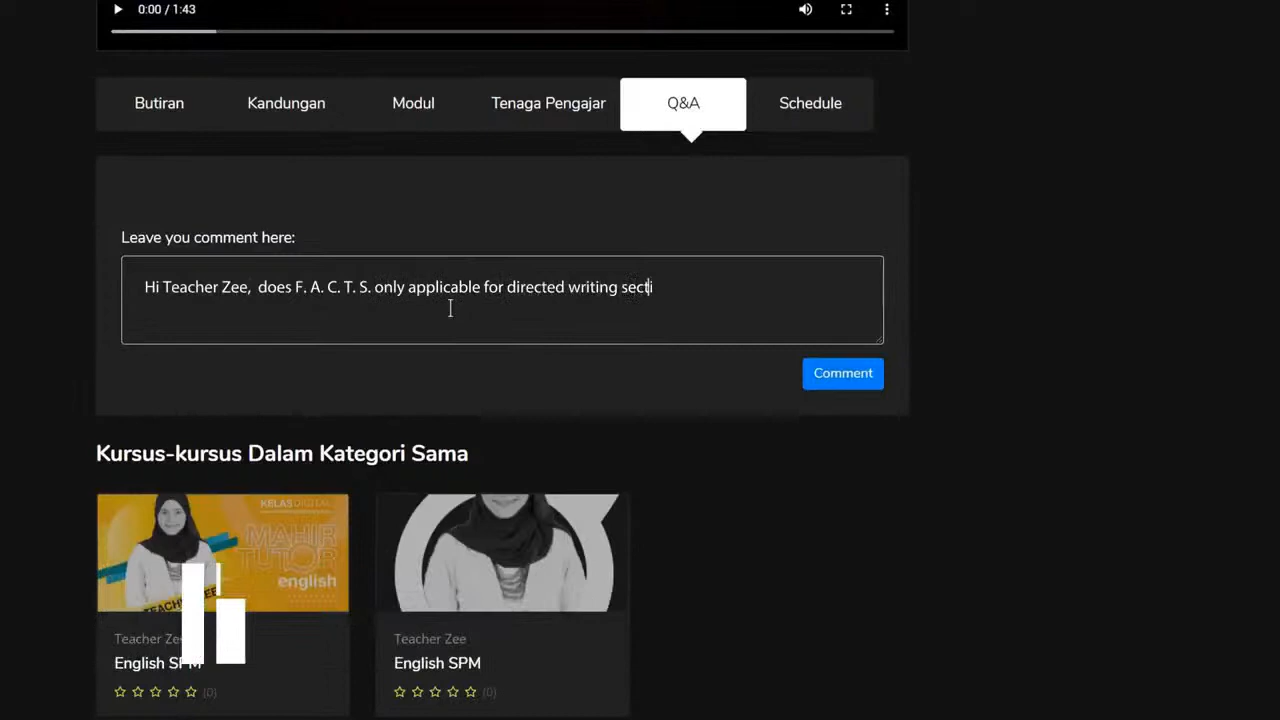 0:00 / 1:43
Butiran Kandungan Modul Tenaga Pengajar Q&A Schedule
Leave you comment here:
Hi Teacher Zee, does F. A. C. T. S. only applicable for directed writing secti
Comment
Kursus-kursus Dalam Kategori Sama
KELAS DIGITAL
MAHIR
TUTOR
english
TEACHER ZEE
Teacher Zee
English SPM
(0)
Teacher Zee
English SPM
(0)